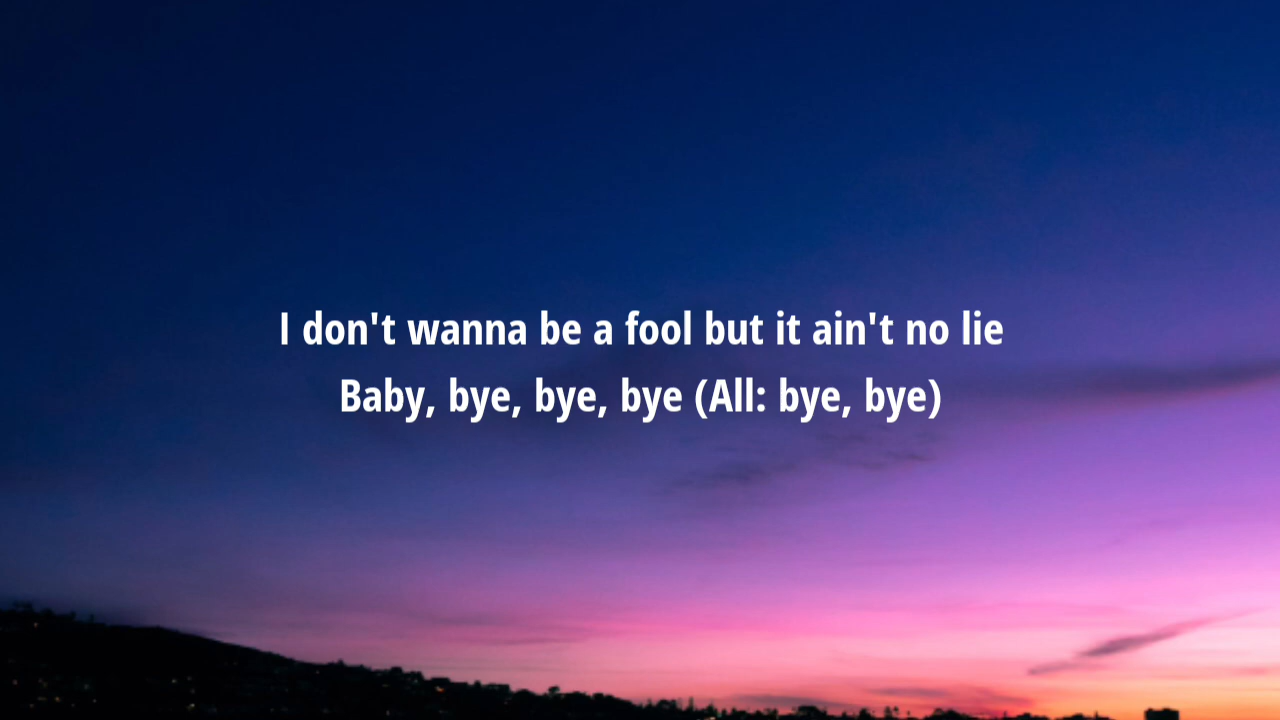 I don't wanna be a fool but it ain't no lie
Baby, bye, bye, bye (All: bye, bye)